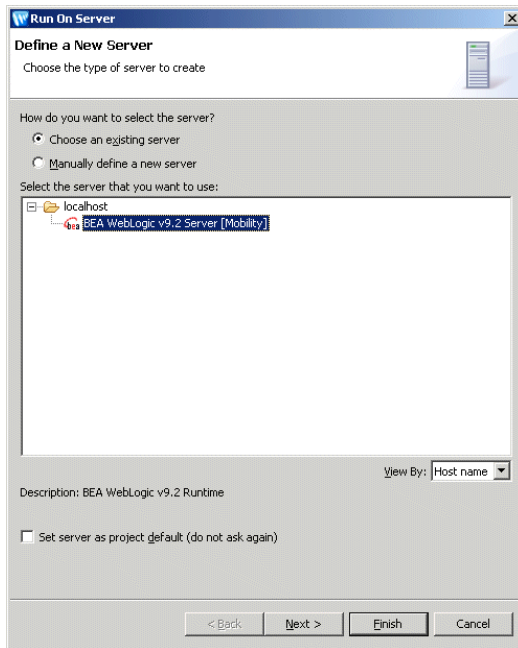 Run On Server
Define a New Server
Choose the type of server to create
How do you want to select the server?
Choose an existing server
Manually define a new server
Select the server that you want to use:
localhost
bea BEA WebLogic v9.2 Server [Mobility]
View By: Host name
Description: BEA WebLogic v9.2 Runtime
Set server as project default (do not ask again)
< Back Next > Finish Cancel